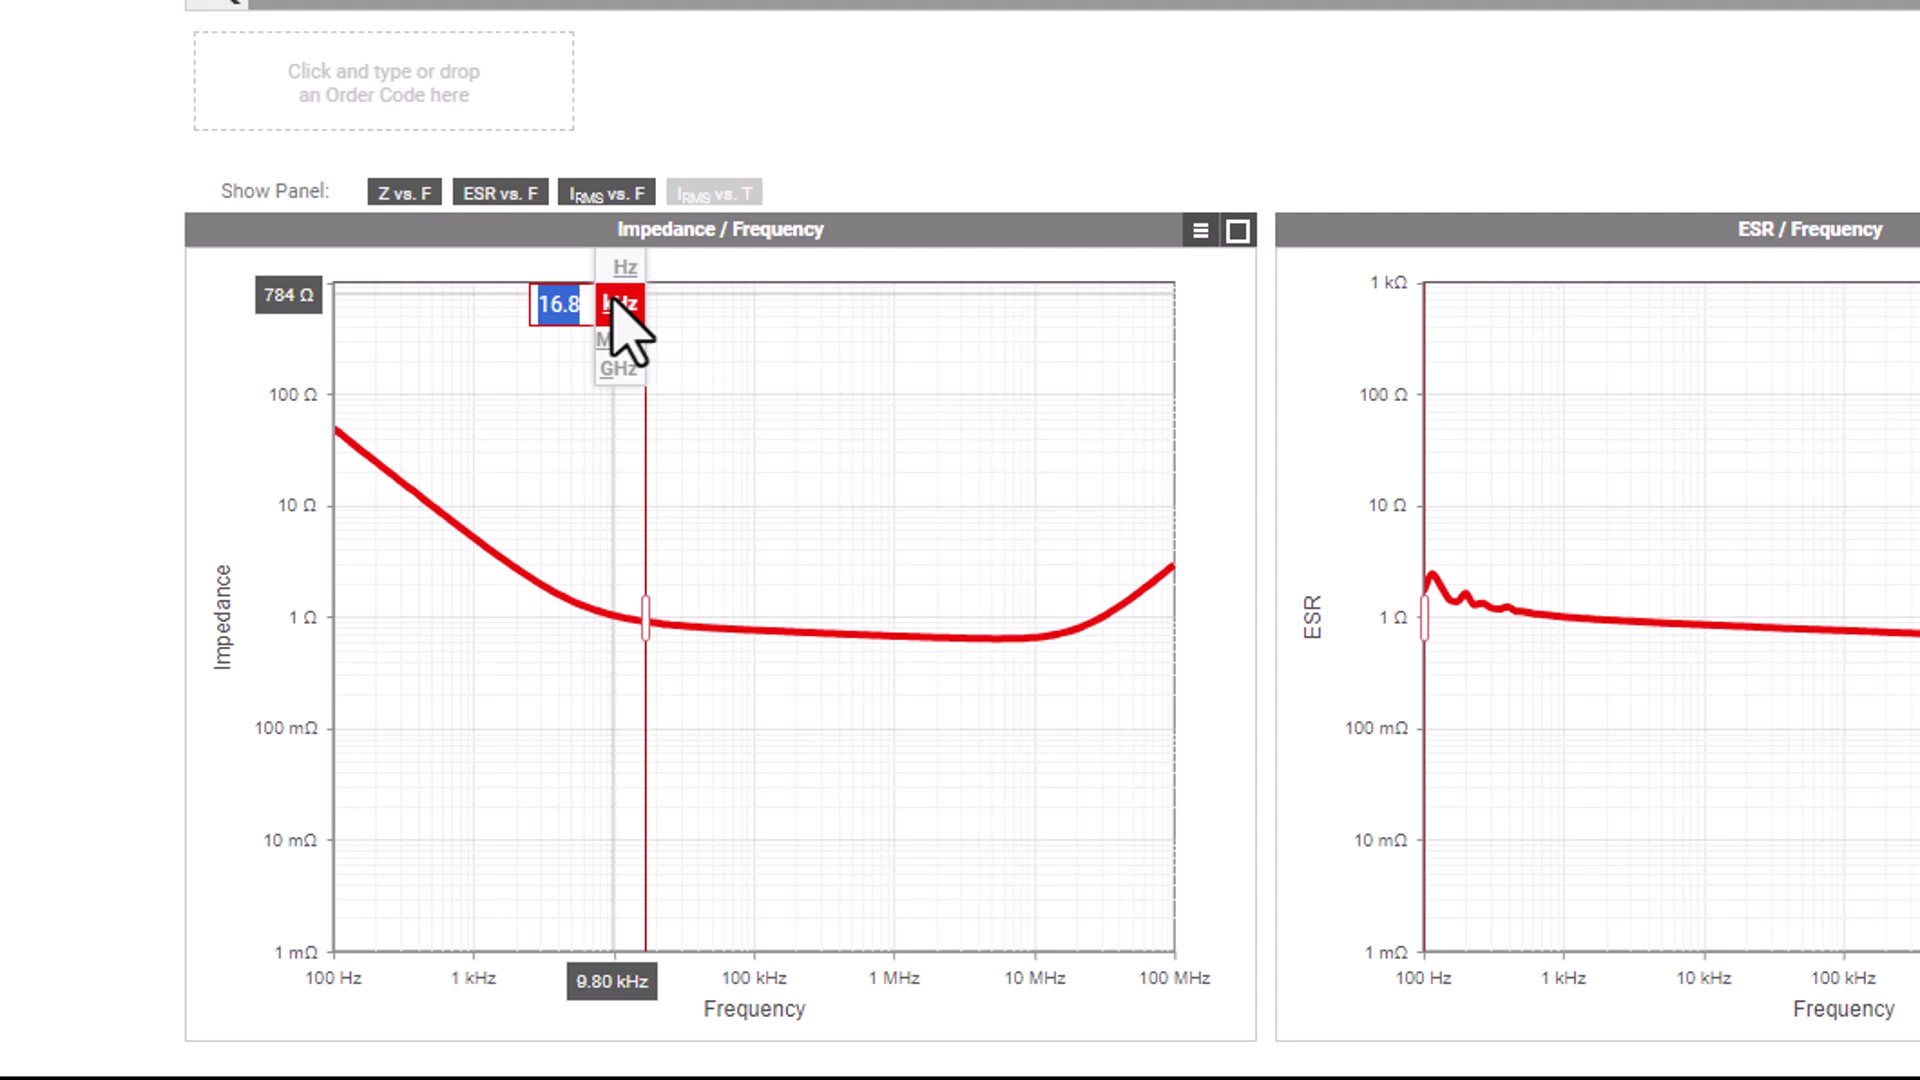 Click and type or drop
an Order Code here
Show Panel:
Z vs. F
ESR vs. F
IRMS vs. F
IRMS vs. T
Impedance / Frequency
784 Ω
100 Ω
10 Ω
1 Ω
100 mΩ
10 mΩ
1 mΩ
Impedance
16.8
Hz
kHz
GHz
100 Hz
1 kHz
9.80 kHz
100 kHz
1 MHz
10 MHz
100 MHz
Frequency
ESR / Frequency
1 kΩ
100 Ω
10 Ω
1 Ω
100 mΩ
10 mΩ
1 mΩ
ESR
100 Hz
1 kHz
10 kHz
100 kHz
Frequency